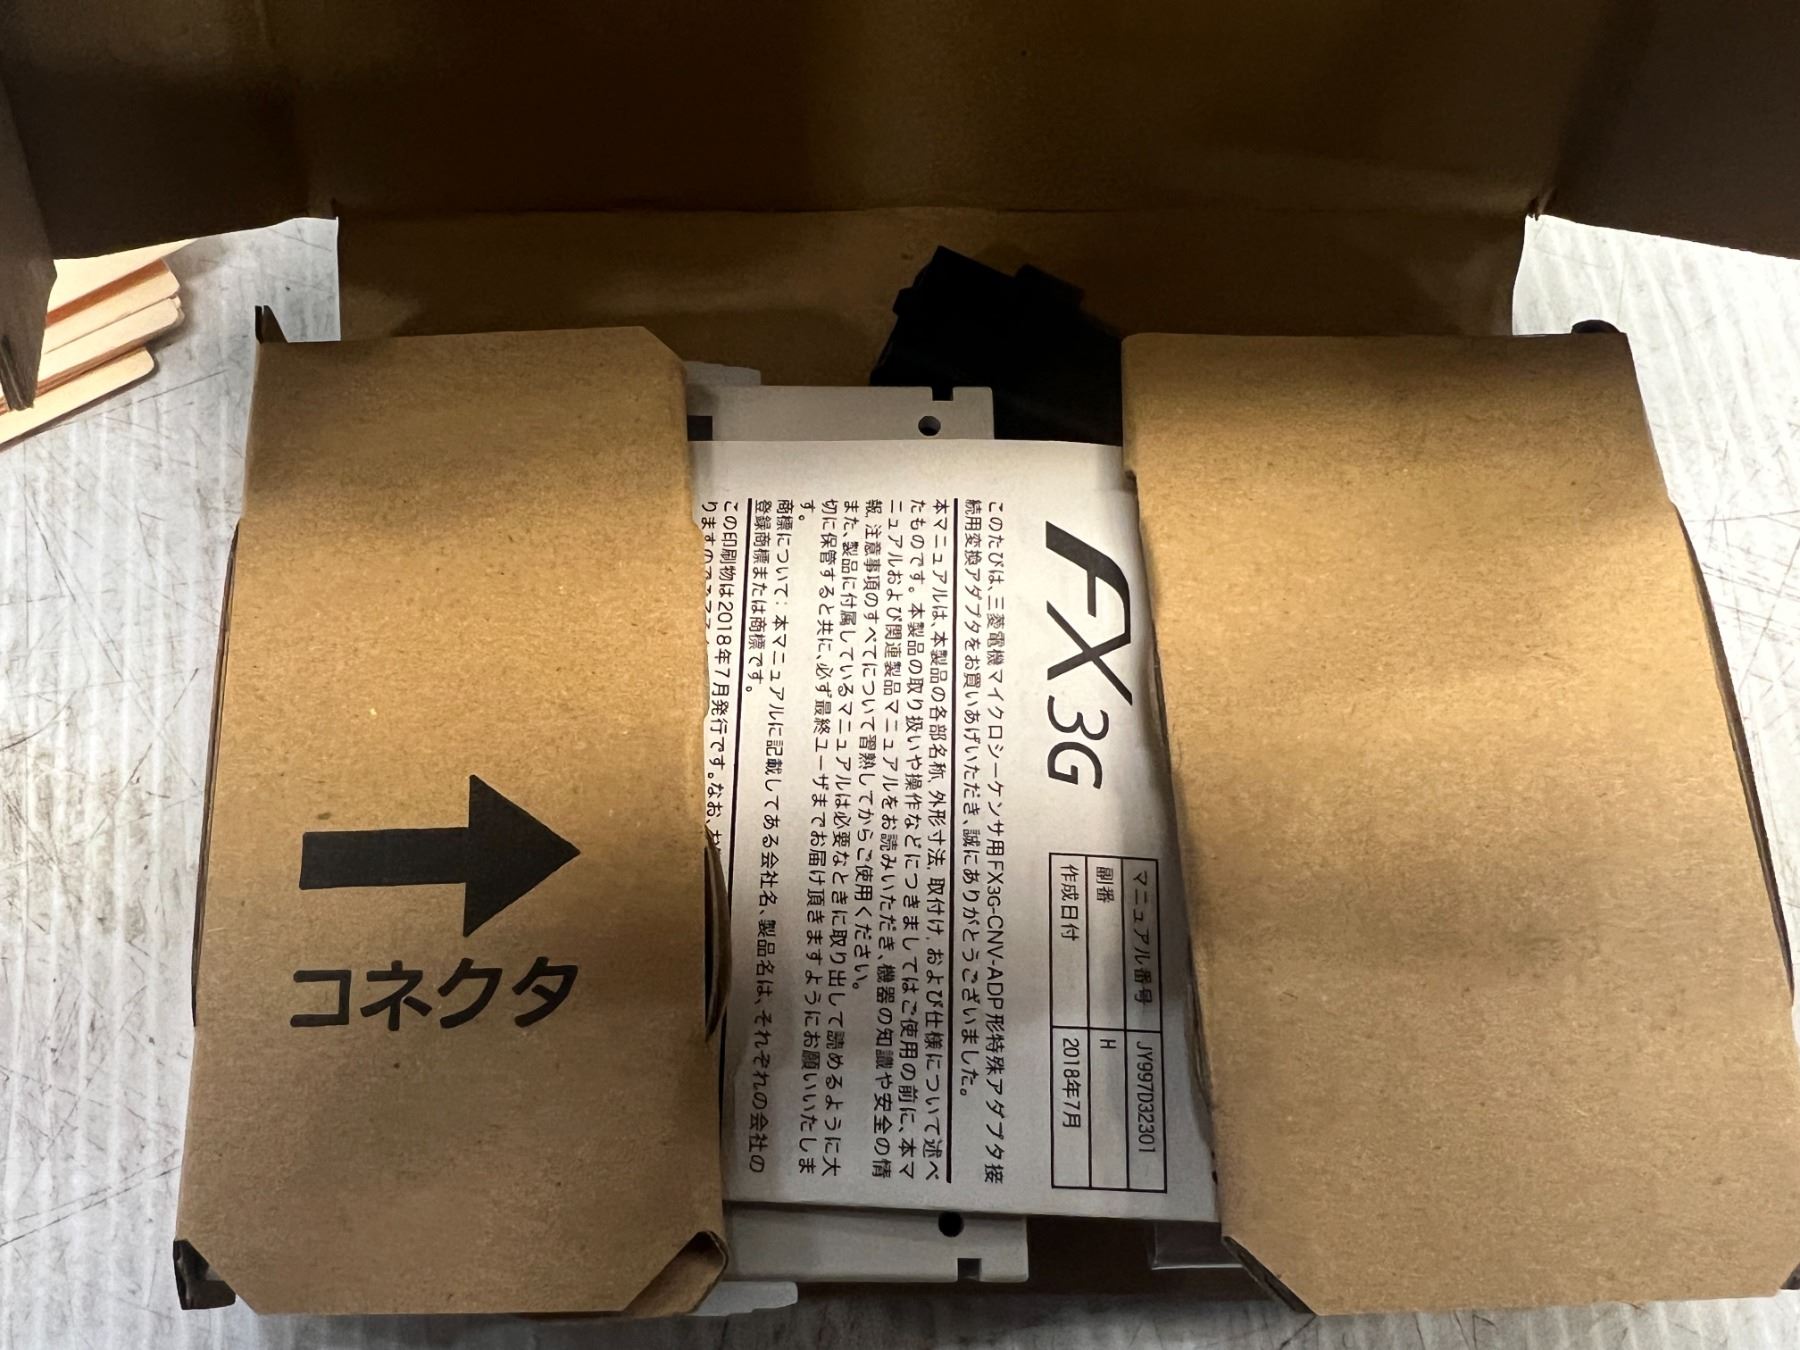 FX3G
マニュアル番号 JY997D32301
副番 H
作成日付 2018年7月
このたびは、三菱電機マイクロシーケンサ用FX3G-CNV-ADP形特殊アダプタ接
続用変換アダプタをお買いあげいただき、誠にありがとうございました。
本マニュアルは、本製品の各部名称、外形寸法、取付け、および仕様について述べ
たものです。本製品の取り扱いや操作などにつきましてはご使用の前に、本マ
ニュアルおよび関連製品マニュアルをお読みいただき、機器の知識や安全の情
報、注意事項のすべてについて習熟してからご使用ください。
また、製品に付属しているマニュアルは必要なときに取り出して読めるように大
切に保管すると共に、必ず最終ユーザまでお届け頂きますようにお願いいたしま
す。
商標について：本マニュアルに記載してある会社名、製品名は、それぞれの会社の
登録商標または商標です。
この印刷物は2018年7月発行です。なお、
りますので
コネクタ